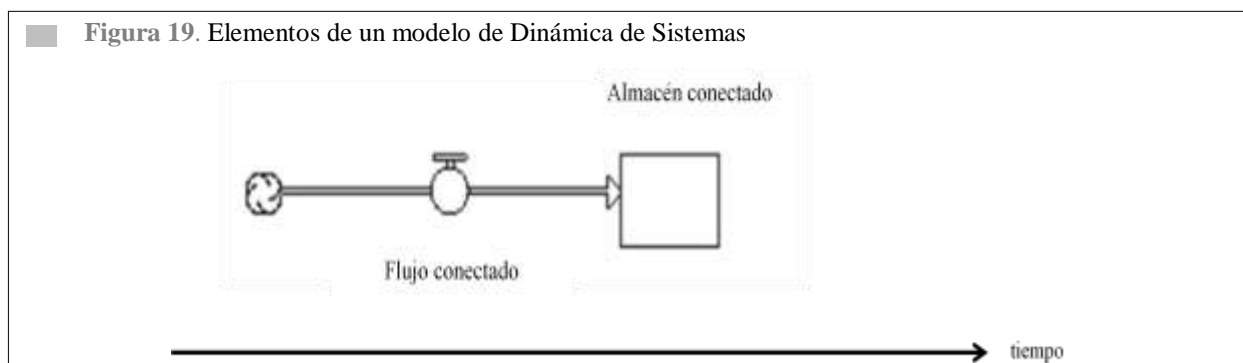 Figura 19. Elementos de un modelo de Dinámica de Sistemas
Almacén conectado
Flujo conectado
tiempo